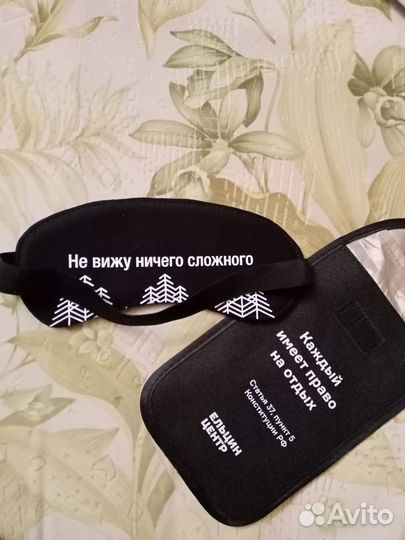 Не вижу ничего сложного
Каждый
имеет право
на отдых
Статья 37, пункт 5
Конституции РФ
ЕЛЬЦИН
ЦЕНТР
Avito